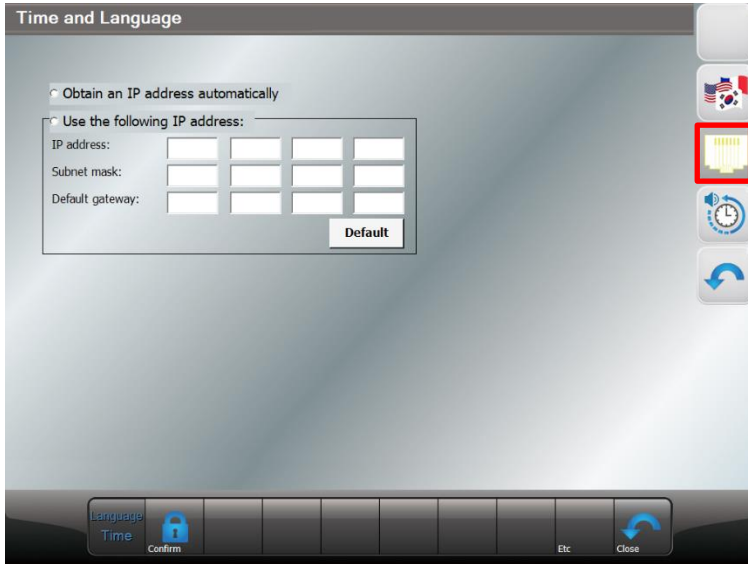 Time and Language
Obtain an IP address automatically
Use the following IP address:
IP address:
Subnet mask:
Default gateway:
Default
Language
Time
Confirm
Etc
Close